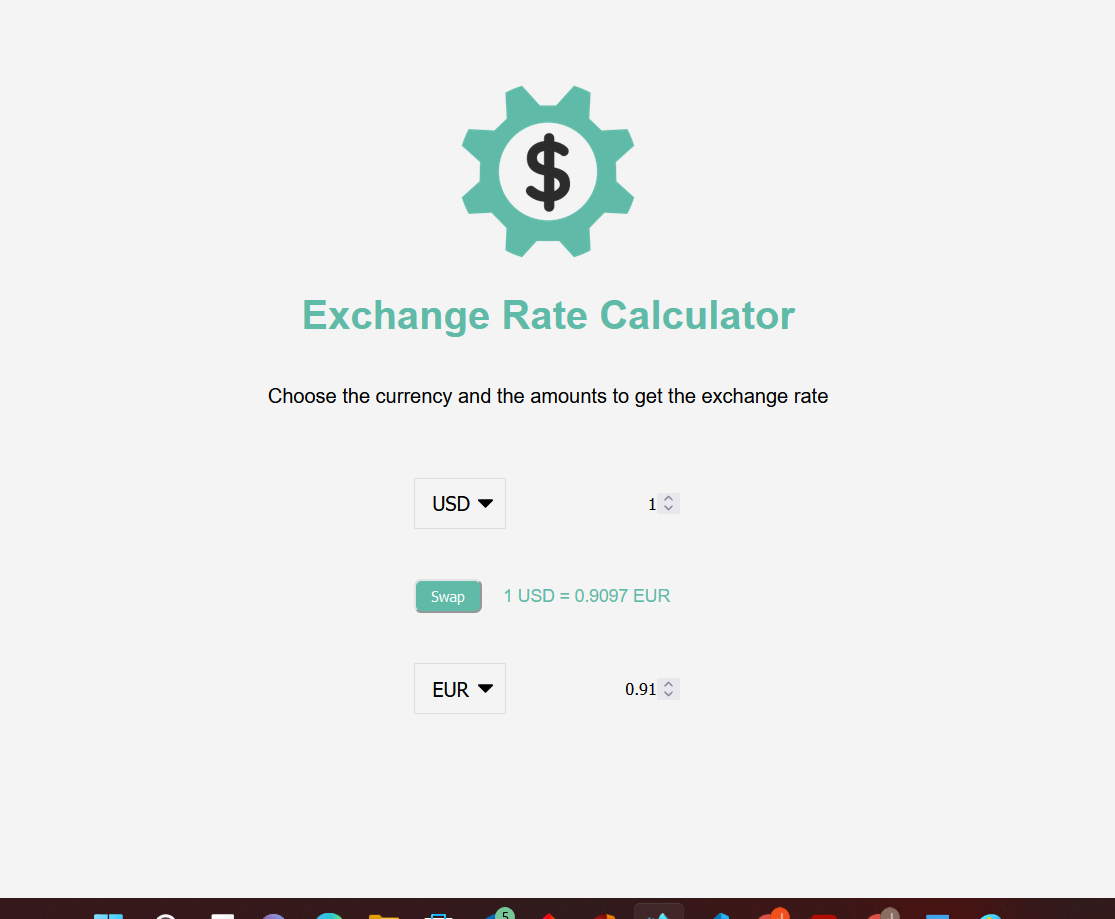 $
Exchange Rate Calculator
Choose the currency and the amounts to get the exchange rate
USD 1
Swap 1 USD = 0.9097 EUR
EUR 0.91
5